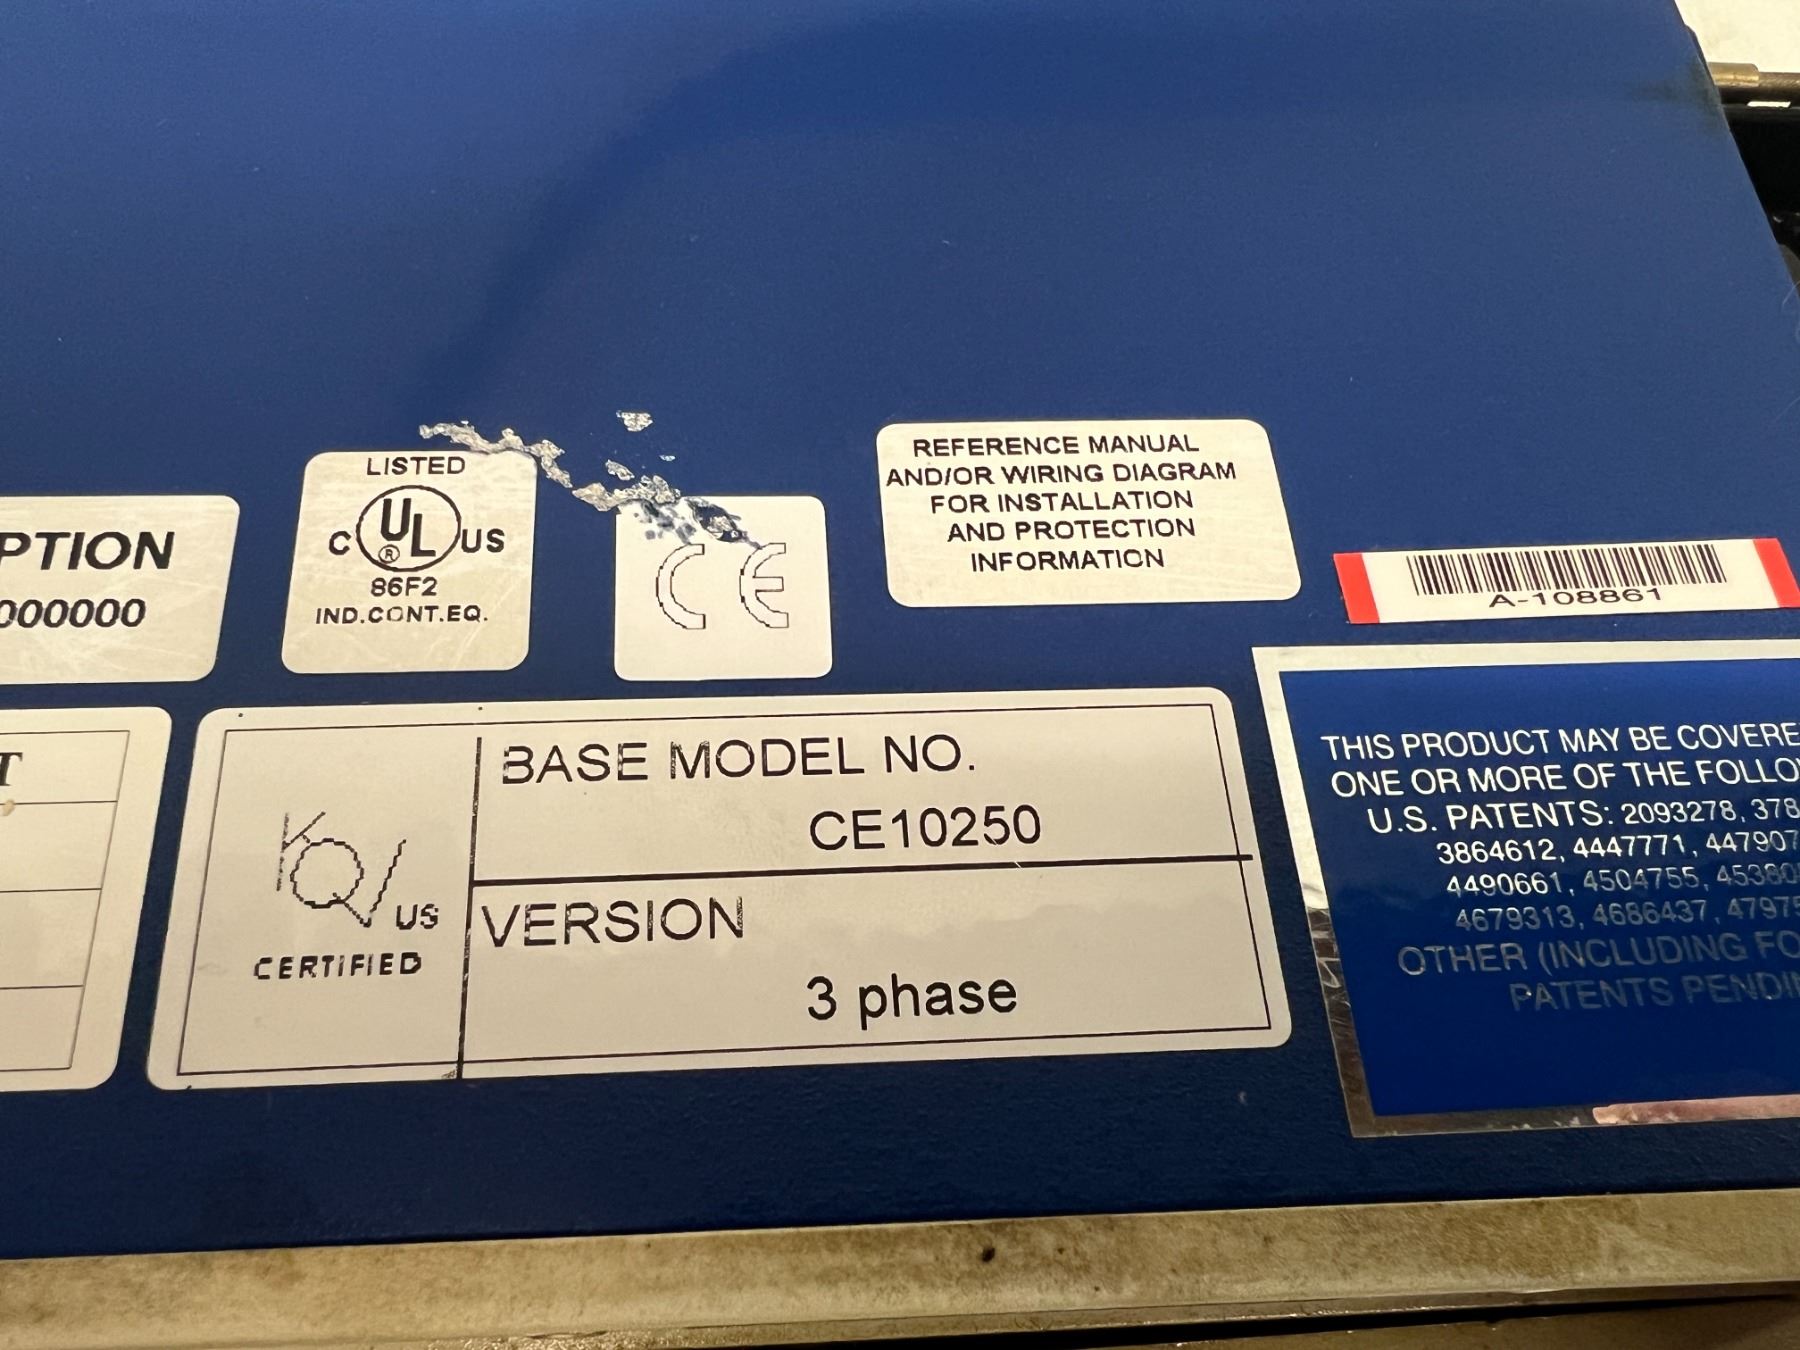 PTION
000000
T
LISTED
C UL® US
86F2
IND.CONT.EQ.
CE
REFERENCE MANUAL
AND/OR WIRING DIAGRAM
FOR INSTALLATION
AND PROTECTION
INFORMATION
A-108861
BASE MODEL NO.
CE10250
VERSION
3 phase
US
CERTIFIED
THIS PRODUCT MAY BE COVERE
ONE OR MORE OF THE FOLLO
U.S. PATENTS: 2093278, 378
3864612, 4447771, 447907
4490661, 4504755, 45380
4679313, 4686437, 47975
OTHER (INCLUDING FO
PATENTS PENDI